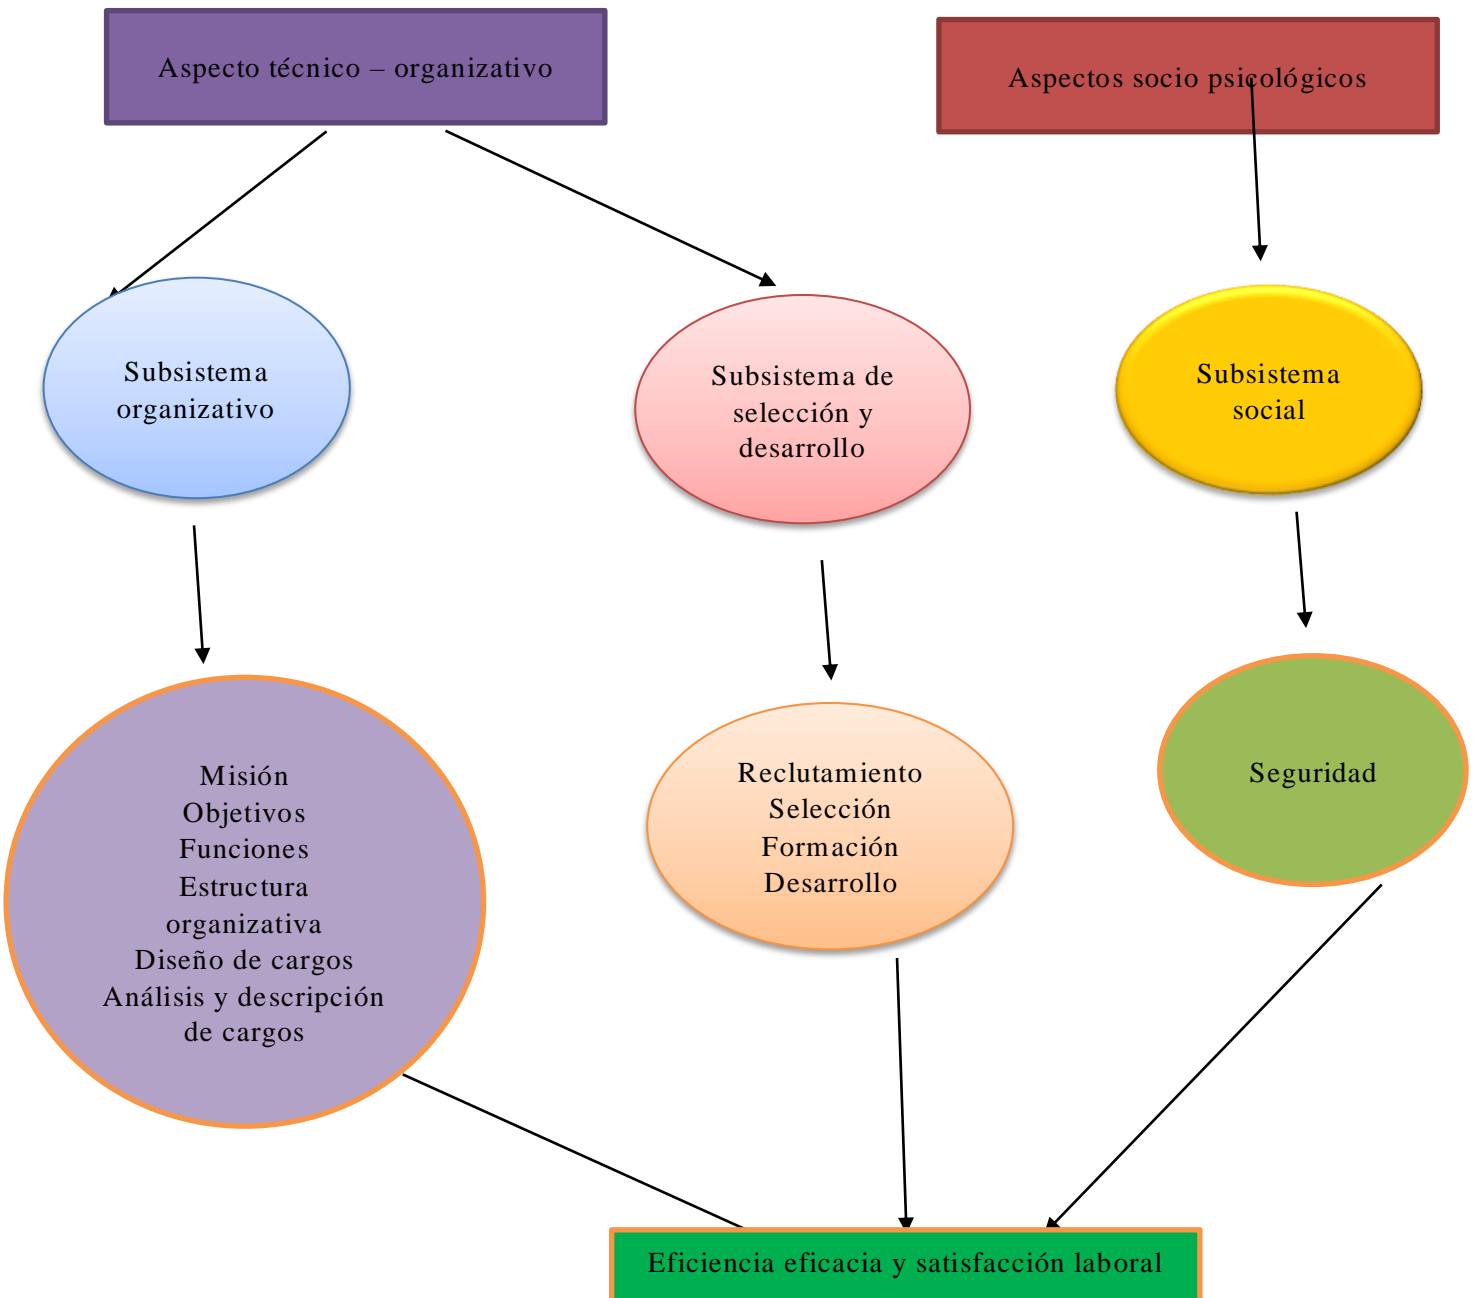 Aspecto técnico – organizativo
Aspectos socio psicológicos
Subsistema
organizativo
Subsistema de
selección y
desarrollo
Subsistema
social
Misión
Objetivos
Funciones
Estructura
organizativa
Diseño de cargos
Análisis y descripción
de cargos
Reclutamiento
Selección
Formación
Desarrollo
Seguridad
Eficiencia eficacia y satisfacción laboral